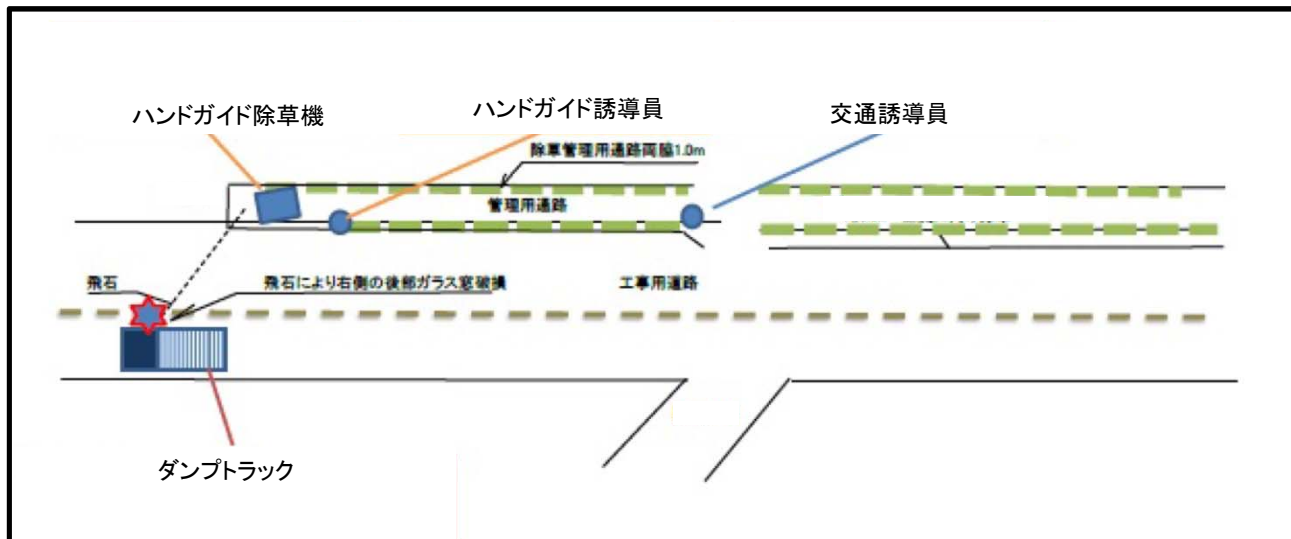 ハンドガイド除草機
ハンドガイド誘導員
交通誘導員
除草管理用通路両脇1.0m
管理用通路
飛石
飛石により右側の後部ガラス窓破損
工事用道路
ダンプトラック